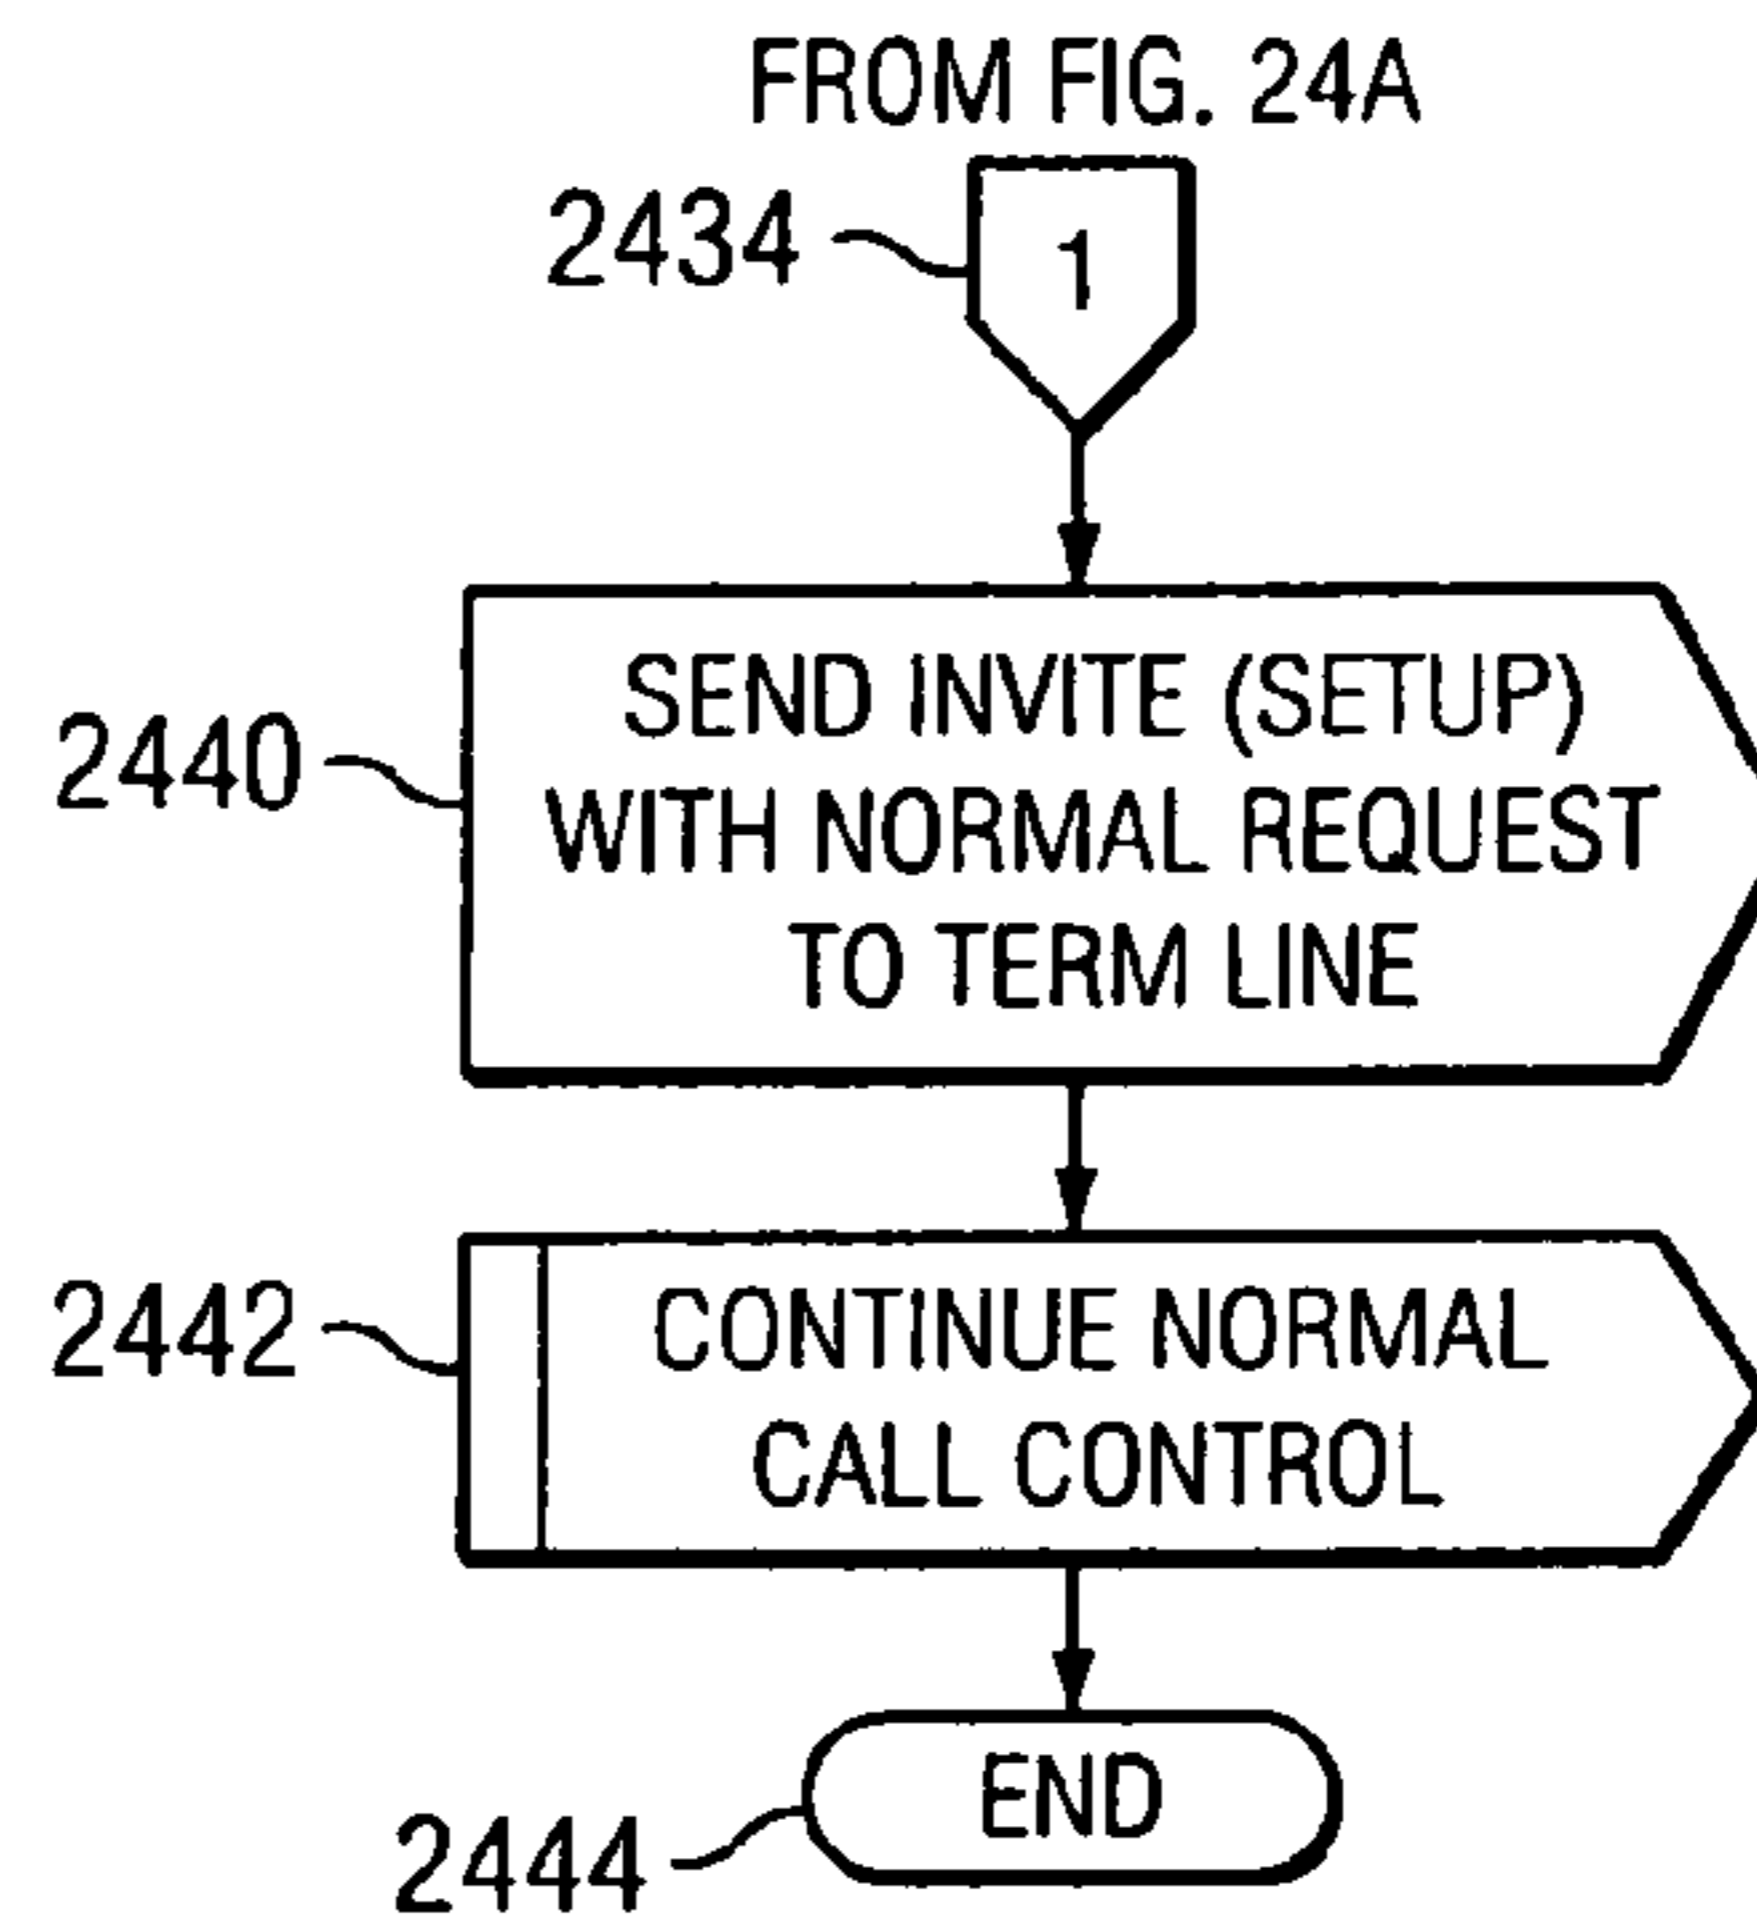 FROM FIG. 24A
2434
1
2440
SEND INVITE (SETUP)
WITH NORMAL REQUEST
TO TERM LINE
2442
CONTINUE NORMAL
CALL CONTROL
END
2444